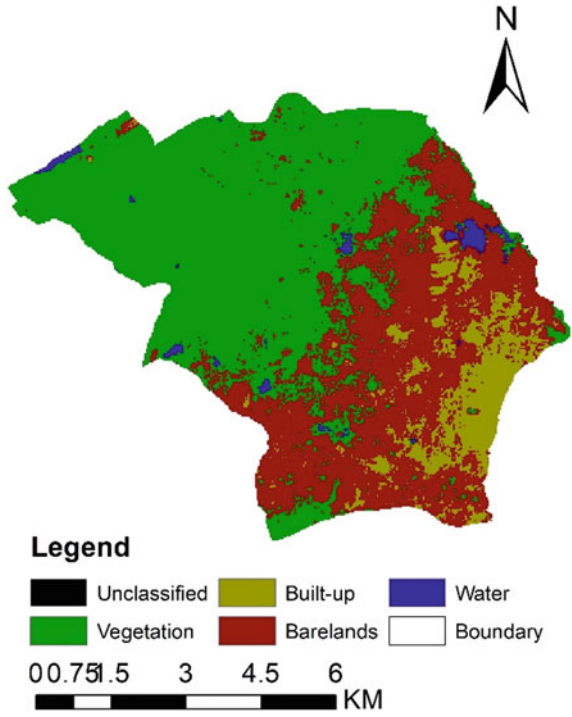 N
Legend
Unclassified Built-up Water
Vegetation Barelands Boundary
0 0.75 1.5 3 4.5 6
KM